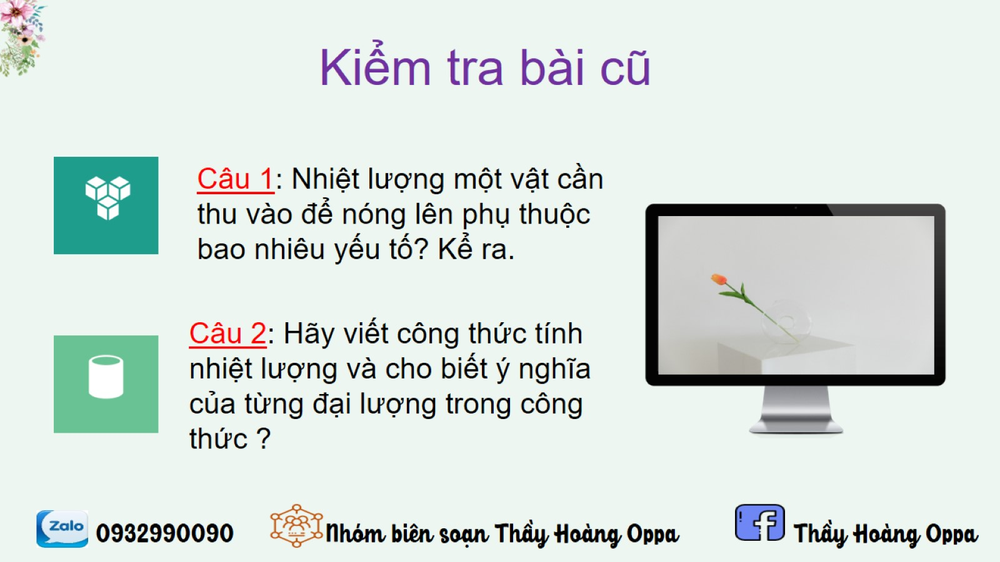 Kiểm tra bài cũ
Câu 1: Nhiệt lượng một vật cần
thu vào để nóng lên phụ thuộc
bao nhiêu yếu tố? Kể ra.
Câu 2: Hãy viết công thức tính
nhiệt lượng và cho biết ý nghĩa
của từng đại lượng trong công
thức ?
Zalo 0932990090
Nhóm biên soạn Thầy Hoàng Oppa
Thầy Hoàng Oppa